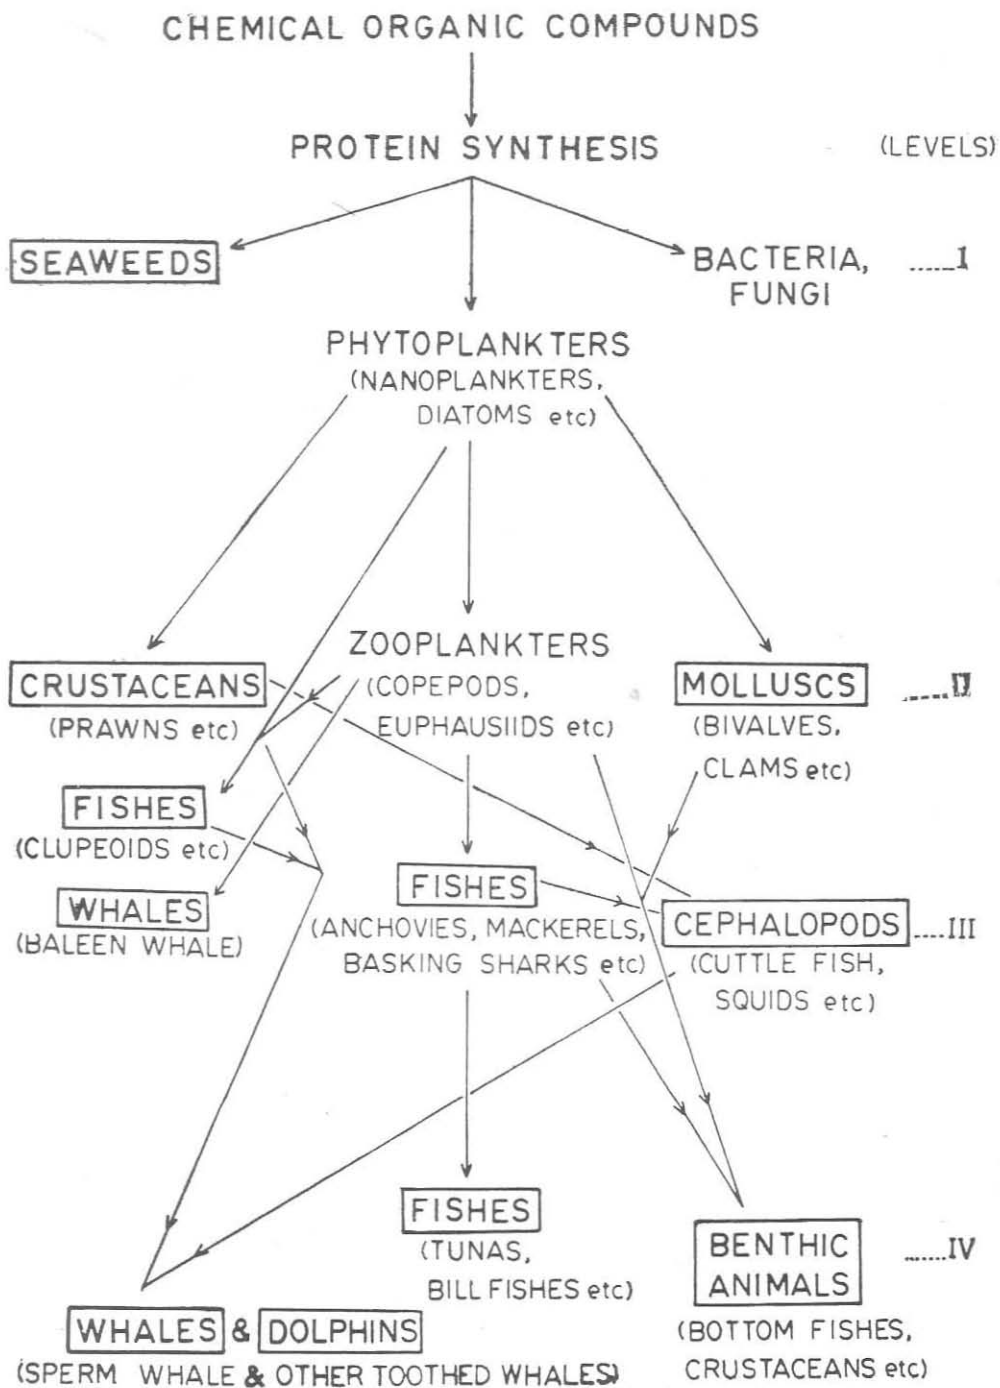 CHEMICAL ORGANIC COMPOUNDS
PROTEIN SYNTHESIS
(LEVELS)
SEAWEEDS
BACTERIA,
FUNGI
I
PHYTOPLANKTERS
(NANOPLANKTERS,
DIATOMS etc)
ZOOPLANKTERS
(COPEPODS,
EUPHAUSIIDS etc)
CRUSTACEANS
(PRAWNS etc)
MOLLUSCS
(BIVALVES,
CLAMS etc)
II
FISHES
(CLUPEOIDS etc)
WHALES
(BALEEN WHALE)
FISHES
(ANCHOVIES, MACKERELS,
BASKING SHARKS etc)
CEPHALOPODS
(CUTTLE FISH,
SQUIDS etc)
III
FISHES
(TUNAS,
BILL FISHES etc)
BENTHIC
ANIMALS
(BOTTOM FISHES,
CRUSTACEANS etc)
IV
WHALES & DOLPHINS
(SPERM WHALE & OTHER TOOTHED WHALES)